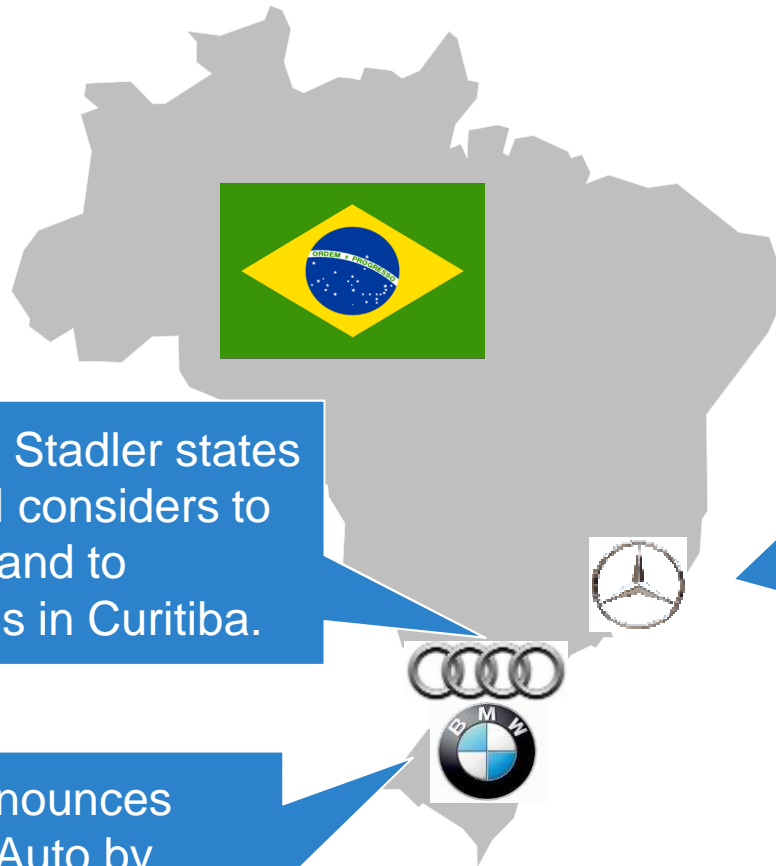 ORDEM E PROGRESSO
Stadler states
considers to
and to
s in Curitiba.
BMW
nounces
Auto by